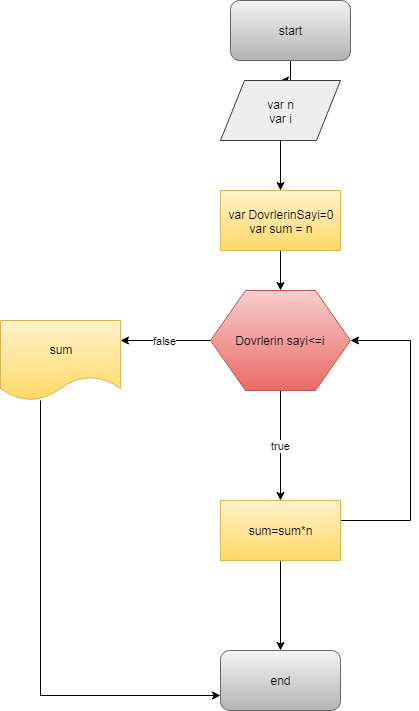 start
var n
var i
var DovrlerinSayi=0
var sum = n
Dovrlerin sayi<=i
false
sum
true
sum=sum*n
end